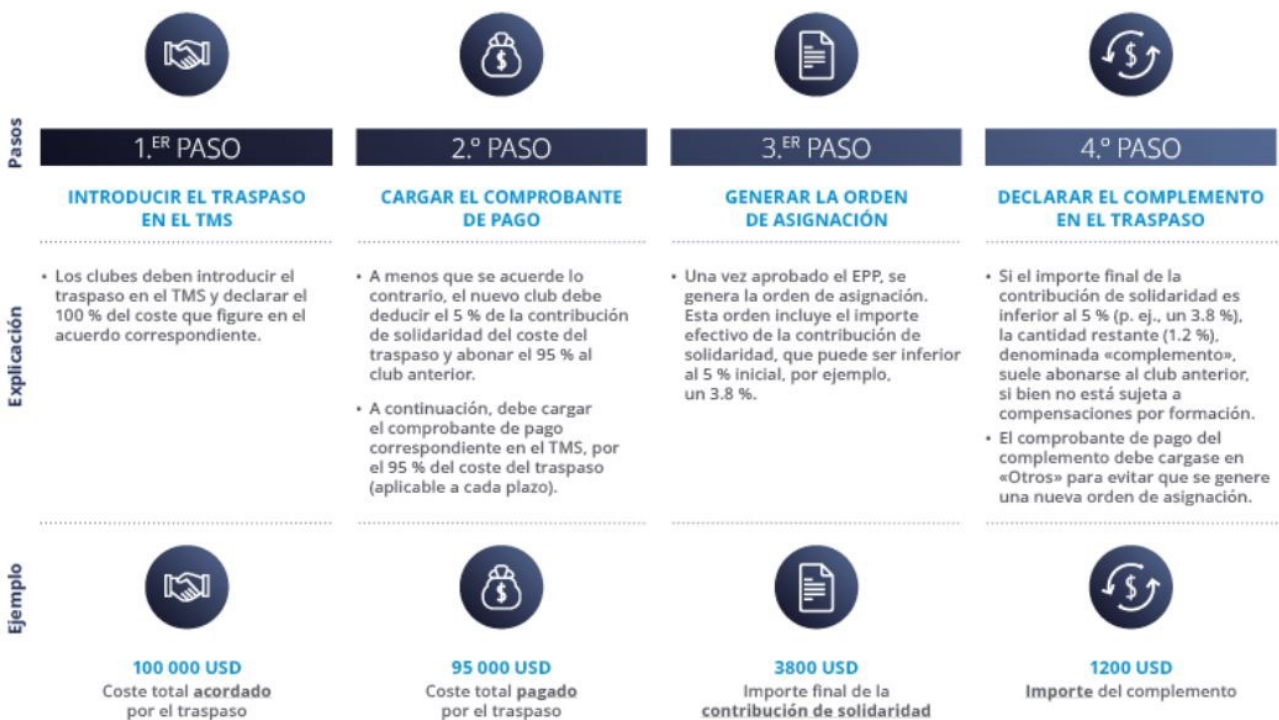 Pasos
1.ER PASO
INTRODUCIR EL TRASPASO
EN EL TMS
2.º PASO
CARGAR EL COMPROBANTE
DE PAGO
3.ER PASO
GENERAR LA ORDEN
DE ASIGNACIÓN
4.º PASO
DECLARAR EL COMPLEMENTO
EN EL TRASPASO
Explicación
• Los clubes deben introducir el
traspaso en el TMS y declarar el
100 % del coste que figure en el
acuerdo correspondiente.
• A menos que se acuerde lo
contrario, el nuevo club debe
deducir el 5 % de la contribución
de solidaridad del coste del
traspaso y abonar el 95 % al
club anterior.
• A continuación, debe cargar
el comprobante de pago
correspondiente en el TMS, por
el 95 % del coste del traspaso
(aplicable a cada plazo).
• Una vez aprobado el EPP, se
genera la orden de asignación.
Esta orden incluye el importe
efectivo de la contribución de
solidaridad, que puede ser inferior
al 5 % inicial, por ejemplo,
un 3.8 %.
• Si el importe final de la
contribución de solidaridad es
inferior al 5 % (p. ej., un 3.8 %),
la cantidad restante (1.2 %),
denominada «complemento»,
suele abonarse al club anterior,
si bien no está sujeta a
compensaciones por formación.
• El comprobante de pago del
complemento debe cargase en
«Otros» para evitar que se genere
una nueva orden de asignación.
Ejemplo
100 000 USD
Coste total acordado
por el traspaso
95 000 USD
Coste total pagado
por el traspaso
3800 USD
Importe final de la
contribución de solidaridad
1200 USD
Importe del complemento